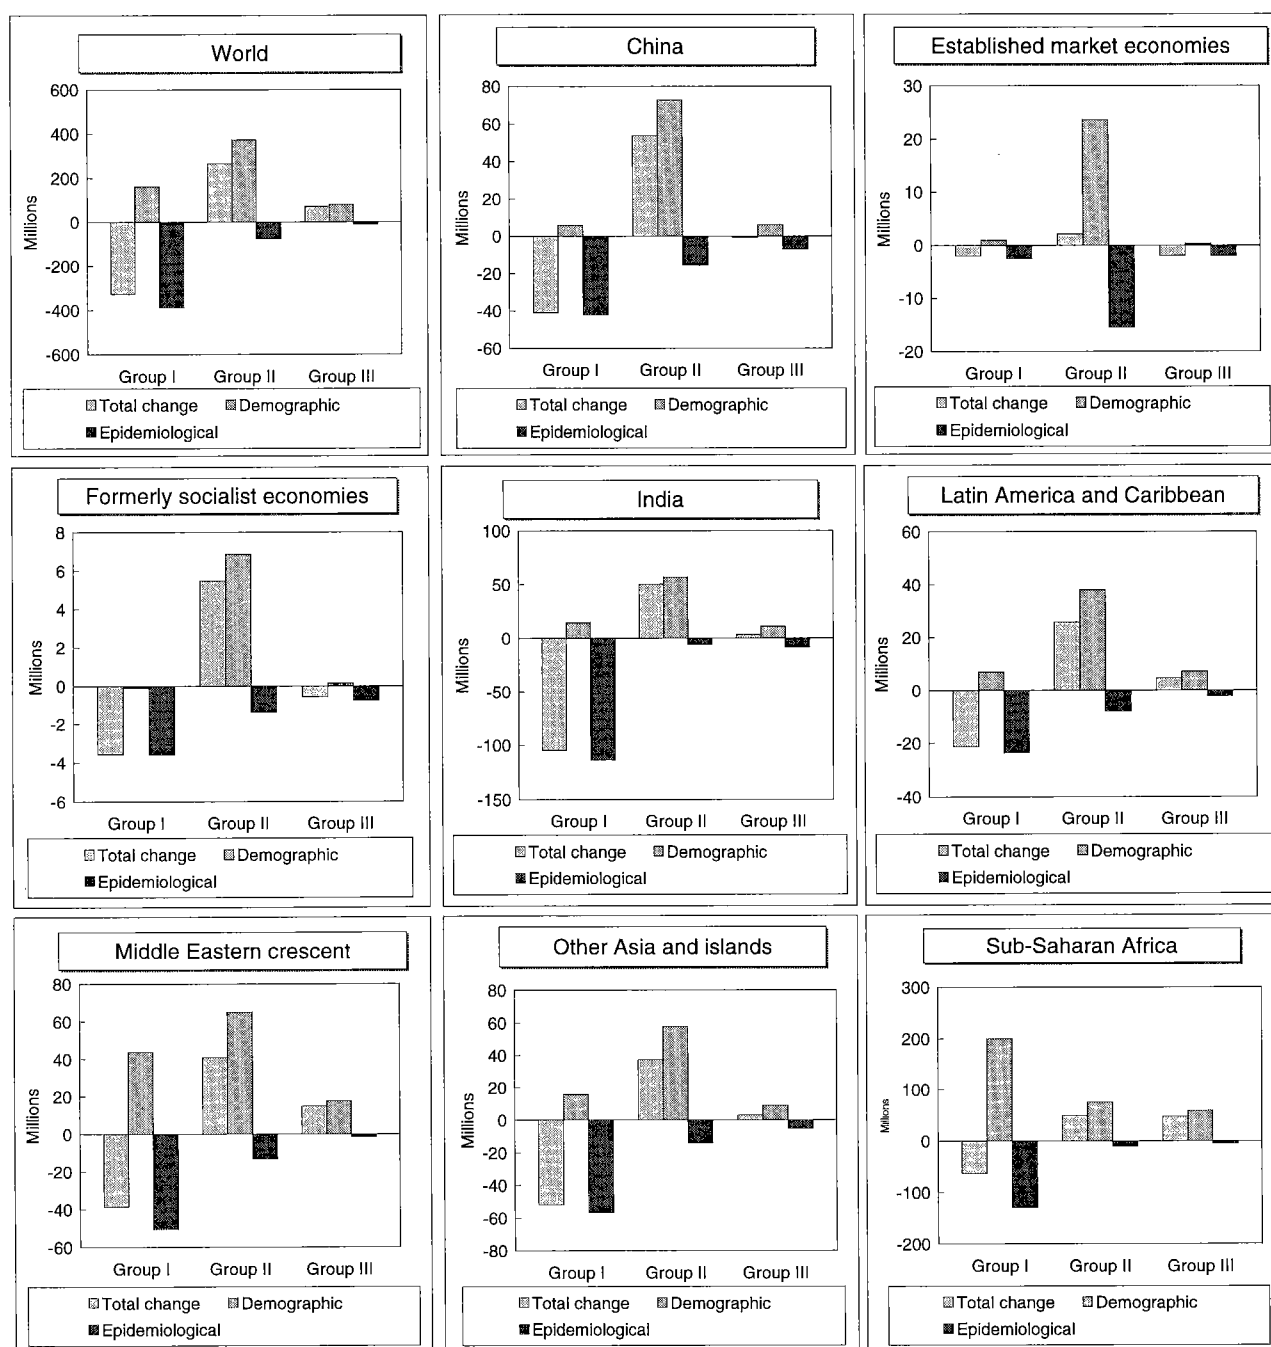 World
600
400
200
0
-200
-400
-600
Millions
Group I Group II Group III
Total change Demographic
Epidemiological
China
80
60
40
20
0
-20
-40
-60
Millions
Group I Group II Group III
Total change Demographic
Epidemiological
Established market economies
30
20
10
0
-10
-20
Millions
Group I Group II Group III
Total change Demographic
Epidemiological
Formerly socialist economies
8
6
4
2
0
-2
-4
-6
Millions
Group I Group II Group III
Total change Demographic
Epidemiological
India
100
50
0
-50
-100
-150
Millions
Group I Group II Group III
Total change Demographic
Epidemiological
Latin America and Caribbean
60
40
20
0
-20
-40
Millions
Group I Group II Group III
Total change Demographic
Epidemiological
Middle Eastern crescent
80
60
40
20
0
-20
-40
-60
Millions
Group I Group II Group III
Total change Demographic
Epidemiological
Other Asia and islands
80
60
40
20
0
-20
-40
-60
-80
Millions
Group I Group II Group III
Total change Demographic
Epidemiological
Sub-Saharan Africa
300
200
100
0
-100
-200
Millions
Group I Group II Group III
Total change Demographic
Epidemiological